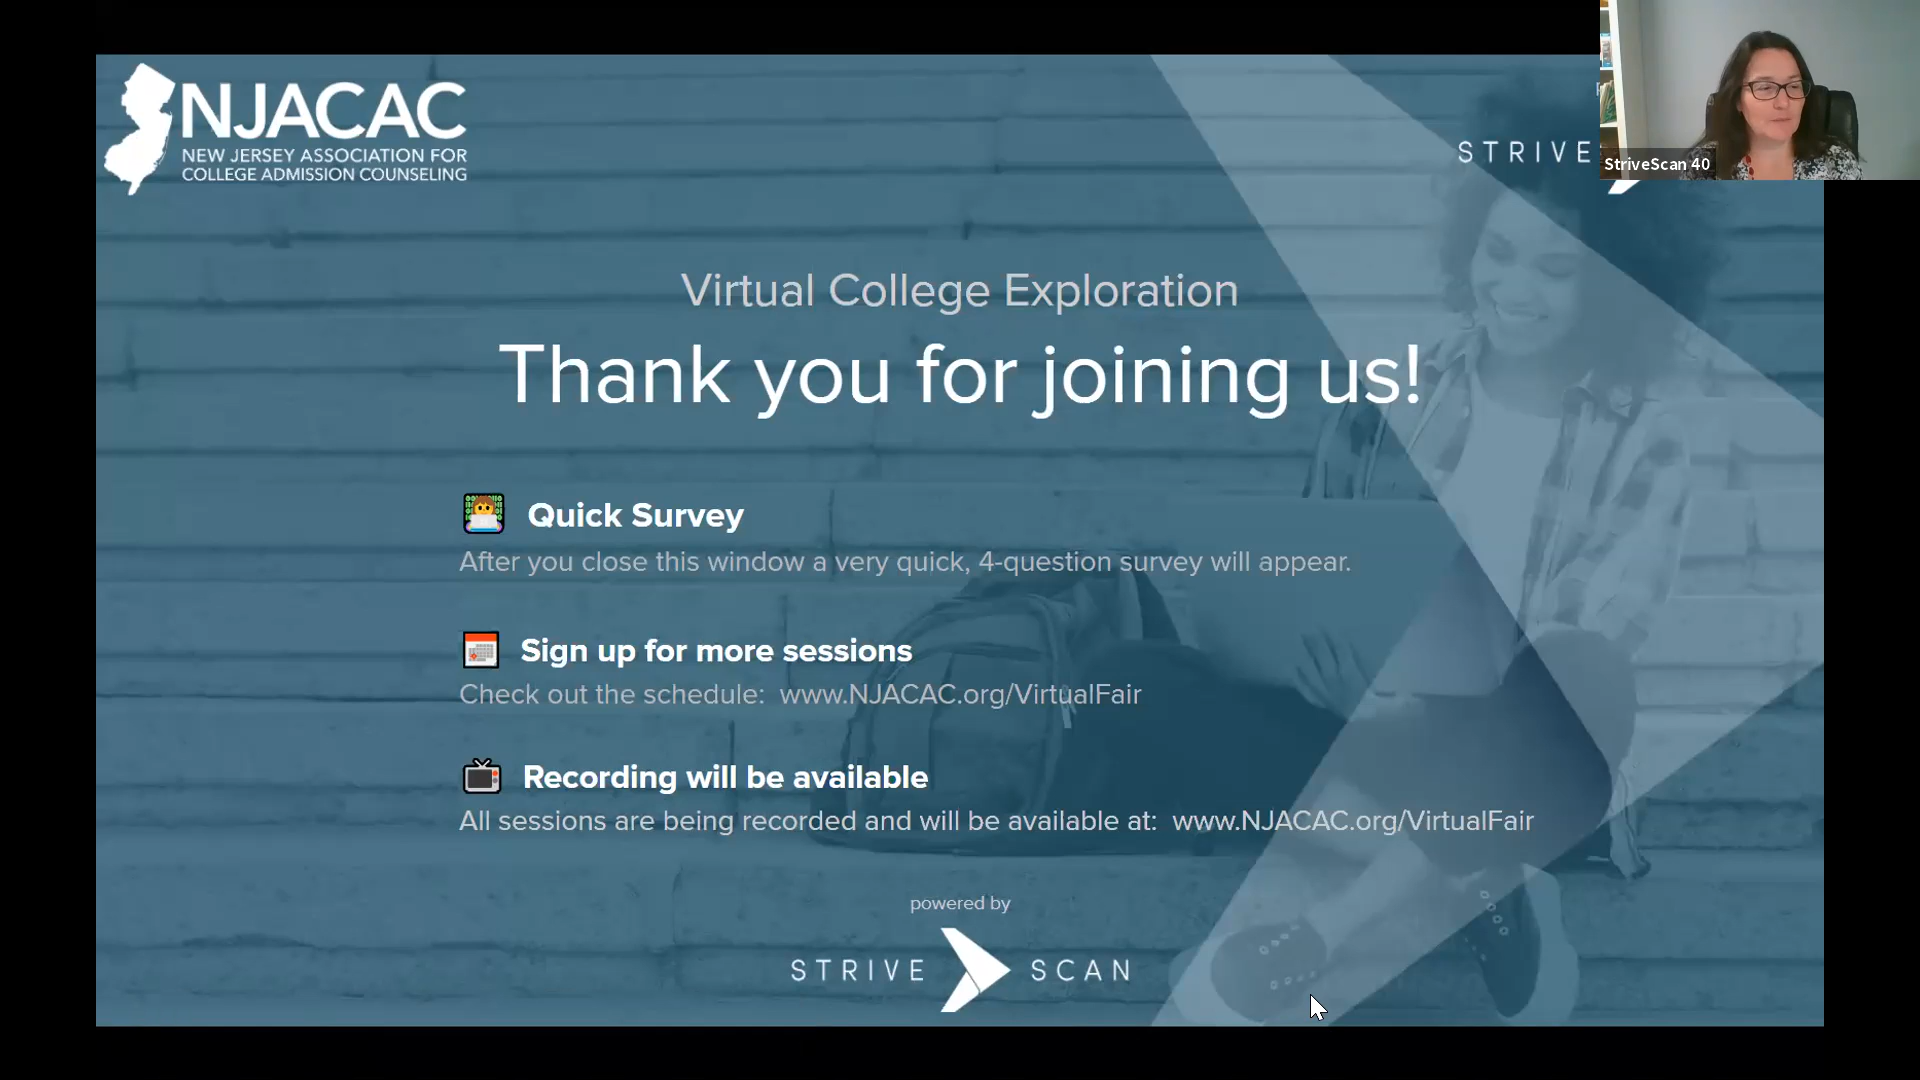 NJACAC
NEW JERSEY ASSOCIATION FOR
COLLEGE ADMISSION COUNSELING
STRIVE
StriveScan 40
Virtual College Exploration
Thank you for joining us!
Quick Survey
After you close this window a very quick, 4-question survey will appear.
Sign up for more sessions
Check out the schedule: www.NJACAC.org/VirtualFair
Recording will be available
All sessions are being recorded and will be available at: www.NJACAC.org/VirtualFair
powered by
STRIVE SCAN